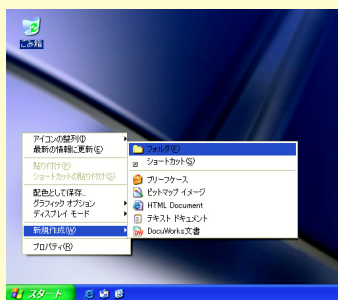 ごみ箱
アイコンの整列(I)
最新の情報に更新(E)
貼り付け(P)
ショートカットの貼り付け(S)
配色として保存...
グラフィック オプション
ディスプレイ モード
新規作成(W)
プロパティ(R)
フォルダ(F)
ショートカット(S)
ブリーフケース
ビットマップ イメージ
HTML Document
テキスト ドキュメント
DocuWorks文書
スタート